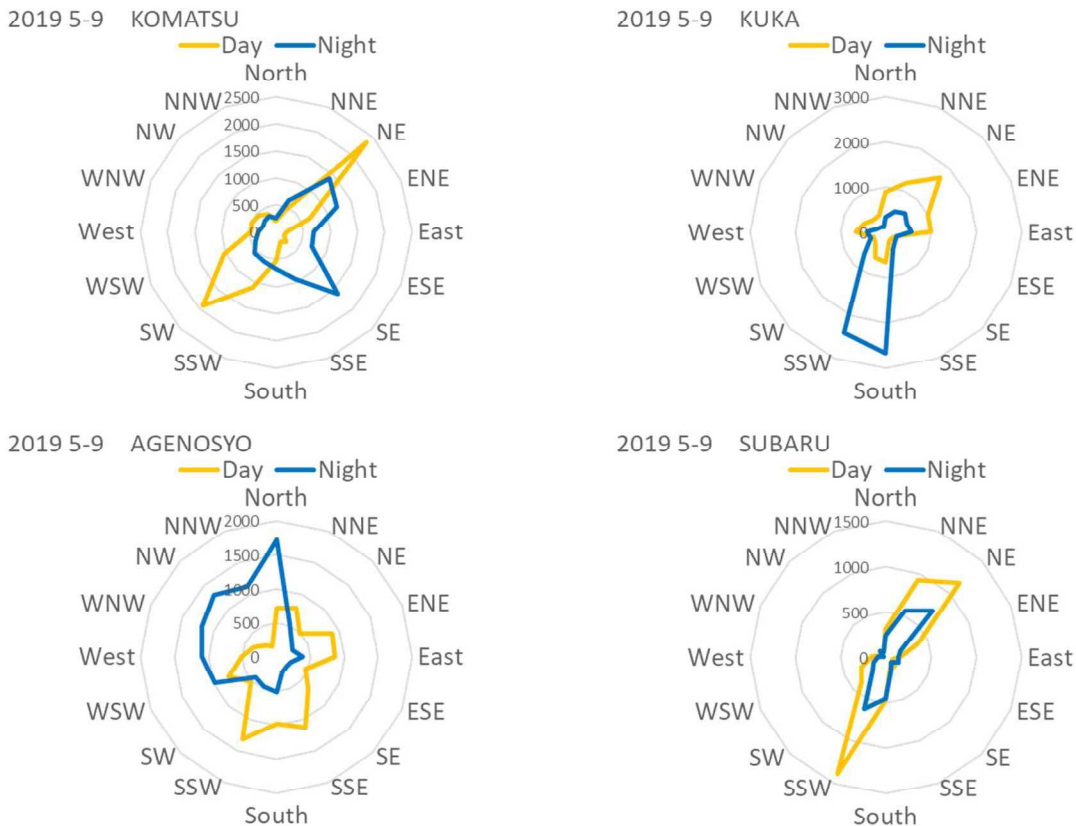 2019 5-9 KOMATSU
Day Night
North
NNE
NE
ENE
East
ESE
SE
SSE
South
SSW
SW
WSW
West
WNW
NW
NNW
2500
2000
1500
1000
500
0
2019 5-9 KUKA
Day Night
North
NNE
NE
ENE
East
ESE
SE
SSE
South
SSW
SW
WSW
West
WNW
NW
NNW
3000
2000
1000
0
2019 5-9 AGENOSYO
Day Night
North
NNE
NE
ENE
East
ESE
SE
SSE
South
SSW
SW
WSW
West
WNW
NW
NNW
2000
1500
1000
500
0
2019 5-9 SUBARU
Day Night
North
NNE
NE
ENE
East
ESE
SE
SSE
South
SSW
SW
WSW
West
WNW
NW
NNW
1500
1000
500
0